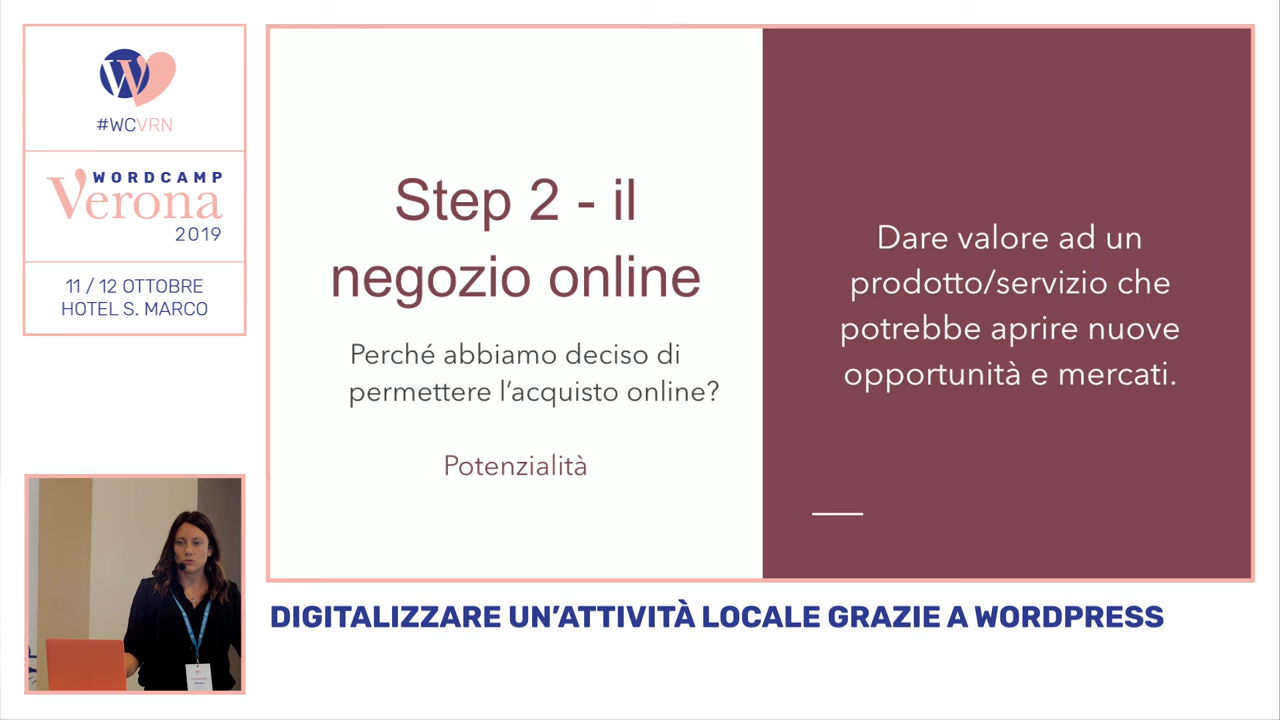 #WCVRN
WORDCAMP
Verona
2019
11 / 12 OTTOBRE
HOTEL S. MARCO
Step 2 - il
negozio online
Perché abbiamo deciso di
permettere l’acquisto online?
Potenzialità
Dare valore ad un
prodotto/servizio che
potrebbe aprire nuove
opportunità e mercati.
DIGITALIZZARE UN’ATTIVITÀ LOCALE GRAZIE A WORDPRESS